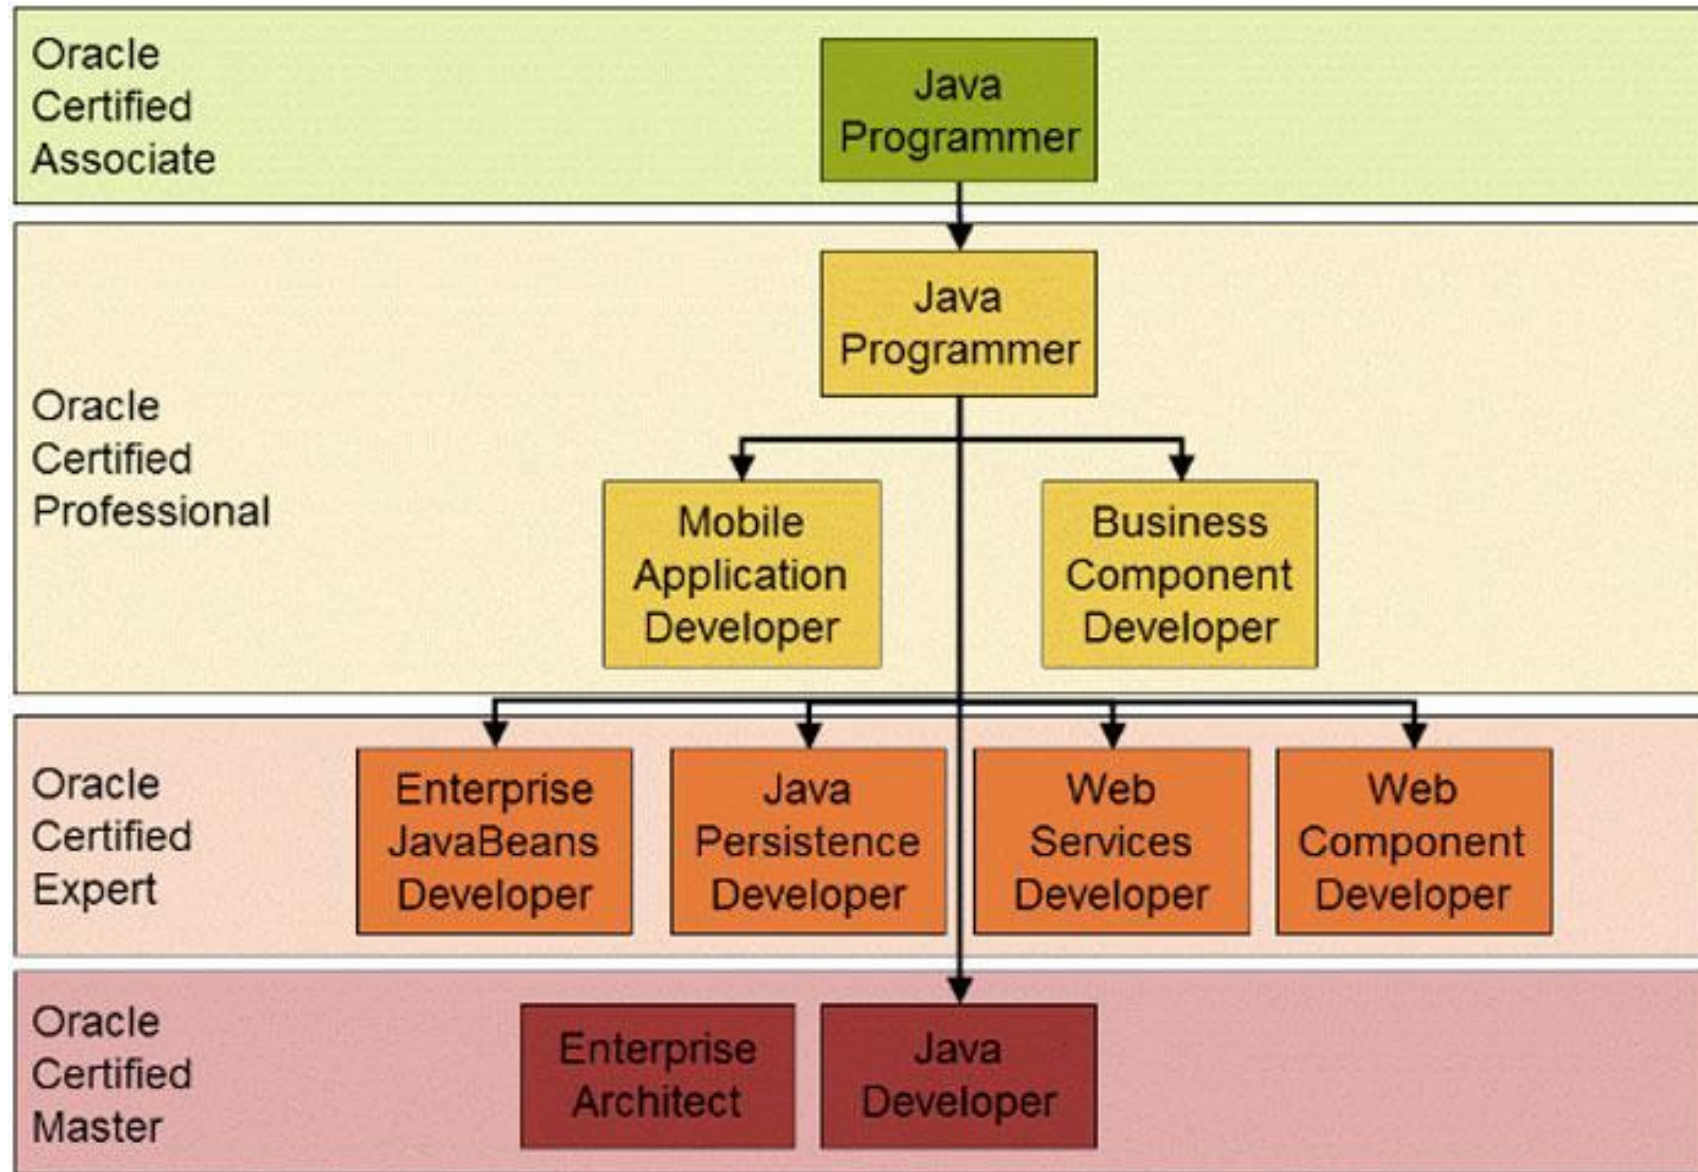 Oracle
Certified
Associate
Java
Programmer
Oracle
Certified
Professional
Java
Programmer
Mobile
Application
Developer
Business
Component
Developer
Oracle
Certified
Expert
Enterprise
JavaBeans
Developer
Java
Persistence
Developer
Web
Services
Developer
Web
Component
Developer
Oracle
Certified
Master
Enterprise
Architect
Java
Developer